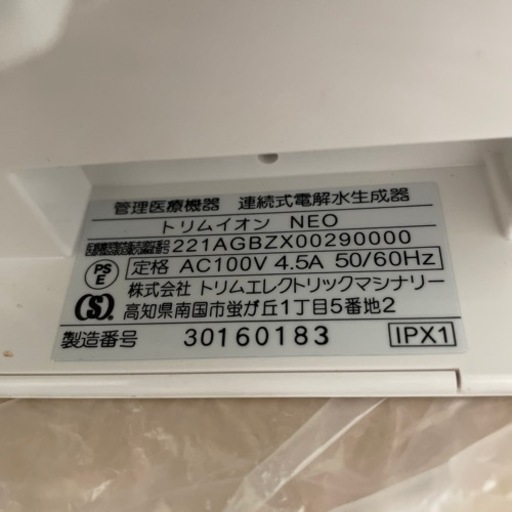 管理医療機器 連続式電解水生成器
トリムイオン NEO
221AGBZX00290000
PS E 定格 AC100V 4.5A 50/60Hz
株式会社 トリムエレクトリックマシナリー
(S) 高知県南国市蛍が丘1丁目5番地2
製造番号 30160183 IPX1